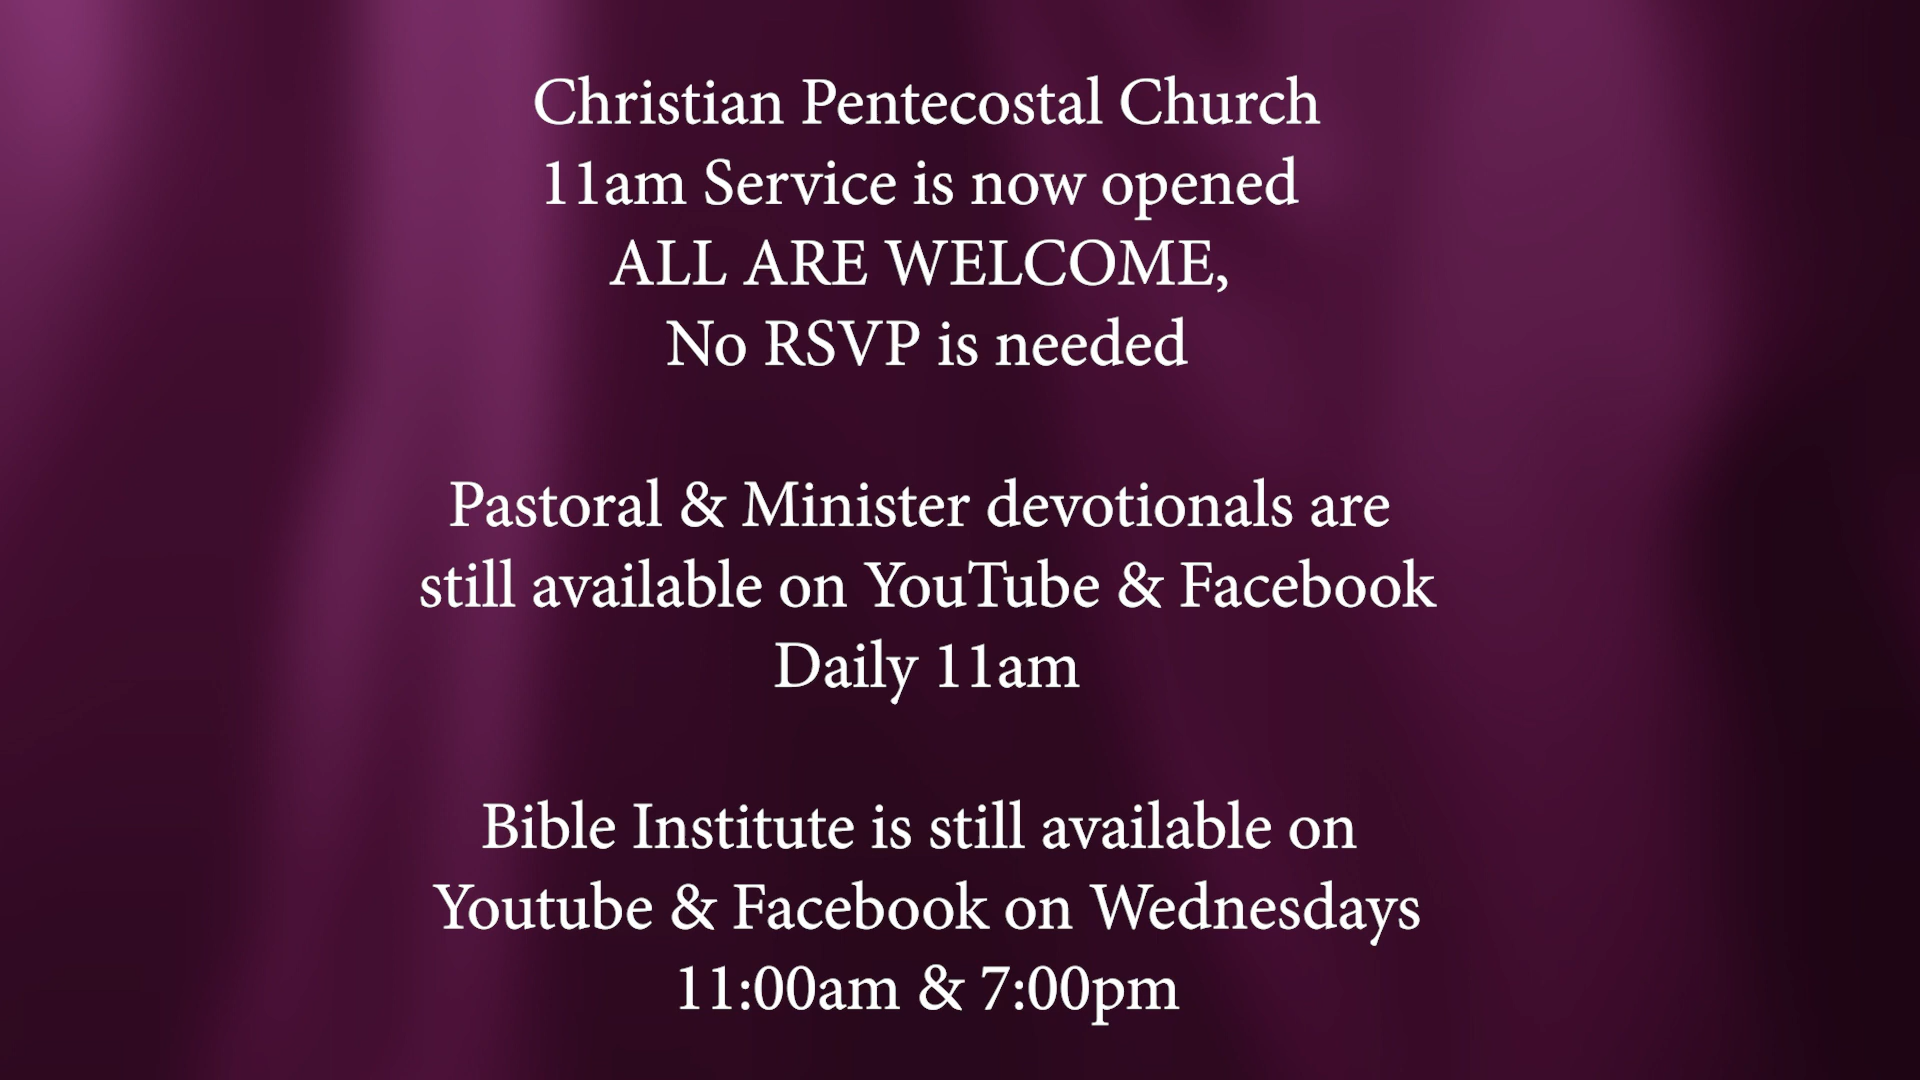 Christian Pentecostal Church
11am Service is now opened
ALL ARE WELCOME,
No RSVP is needed
Pastoral & Minister devotionals are
still available on YouTube & Facebook
Daily 11am
Bible Institute is still available on
Youtube & Facebook on Wednesdays
11:00am & 7:00pm